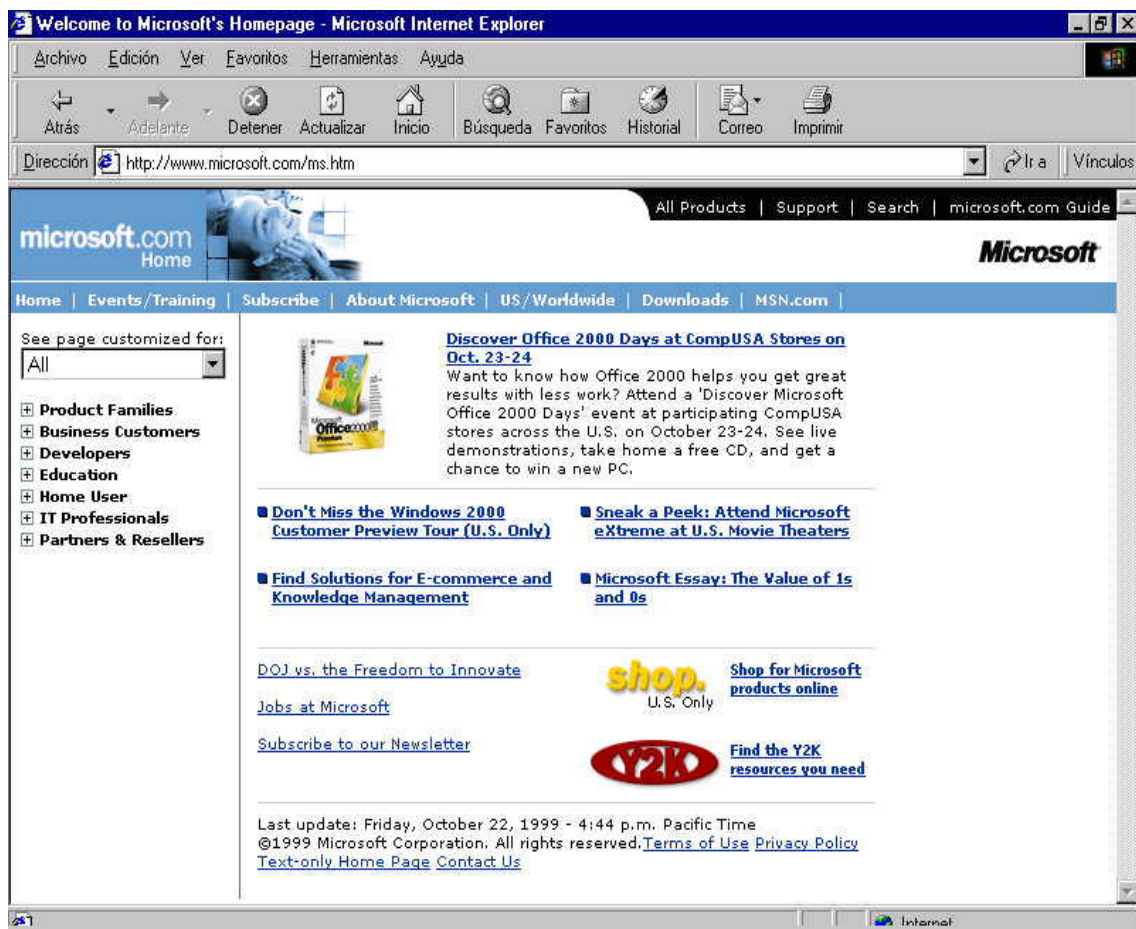 Welcome to Microsoft's Homepage - Microsoft Internet Explorer
Archivo Edición Ver Favoritos Herramientas Ayuda
Atrás Adelante Detener Actualizar Inicio Búsqueda Favoritos Historial Correo Imprimir
Dirección http://www.microsoft.com/ms.htm Ir a Vínculos
All Products | Support | Search | microsoft.com Guide
microsoft.com
Home
Microsoft
Home | Events/Training | Subscribe | About Microsoft | US/Worldwide | Downloads | MSN.com |
See page customized for:
All
Product Families
Business Customers
Developers
Education
Home User
IT Professionals
Partners & Resellers
Microsoft
Office2000
Premium
Discover Office 2000 Days at CompUSA Stores on
Oct. 23-24
Want to know how Office 2000 helps you get great
results with less work? Attend a 'Discover Microsoft
Office 2000 Days' event at participating CompUSA
stores across the U.S. on October 23-24. See live
demonstrations, take home a free CD, and get a
chance to win a new PC.
Don't Miss the Windows 2000
Customer Preview Tour (U.S. Only)
Sneak a Peek: Attend Microsoft
eXtreme at U.S. Movie Theaters
Find Solutions for E-commerce and
Knowledge Management
Microsoft Essay: The Value of 1s
and 0s
DOJ vs. the Freedom to Innovate
Jobs at Microsoft
Subscribe to our Newsletter
shop.
U.S. Only
Shop for Microsoft
products online
Y2K
Find the Y2K
resources you need
Last update: Friday, October 22, 1999 - 4:44 p.m. Pacific Time
©1999 Microsoft Corporation. All rights reserved. Terms of Use Privacy Policy
Text-only Home Page Contact Us
Internet